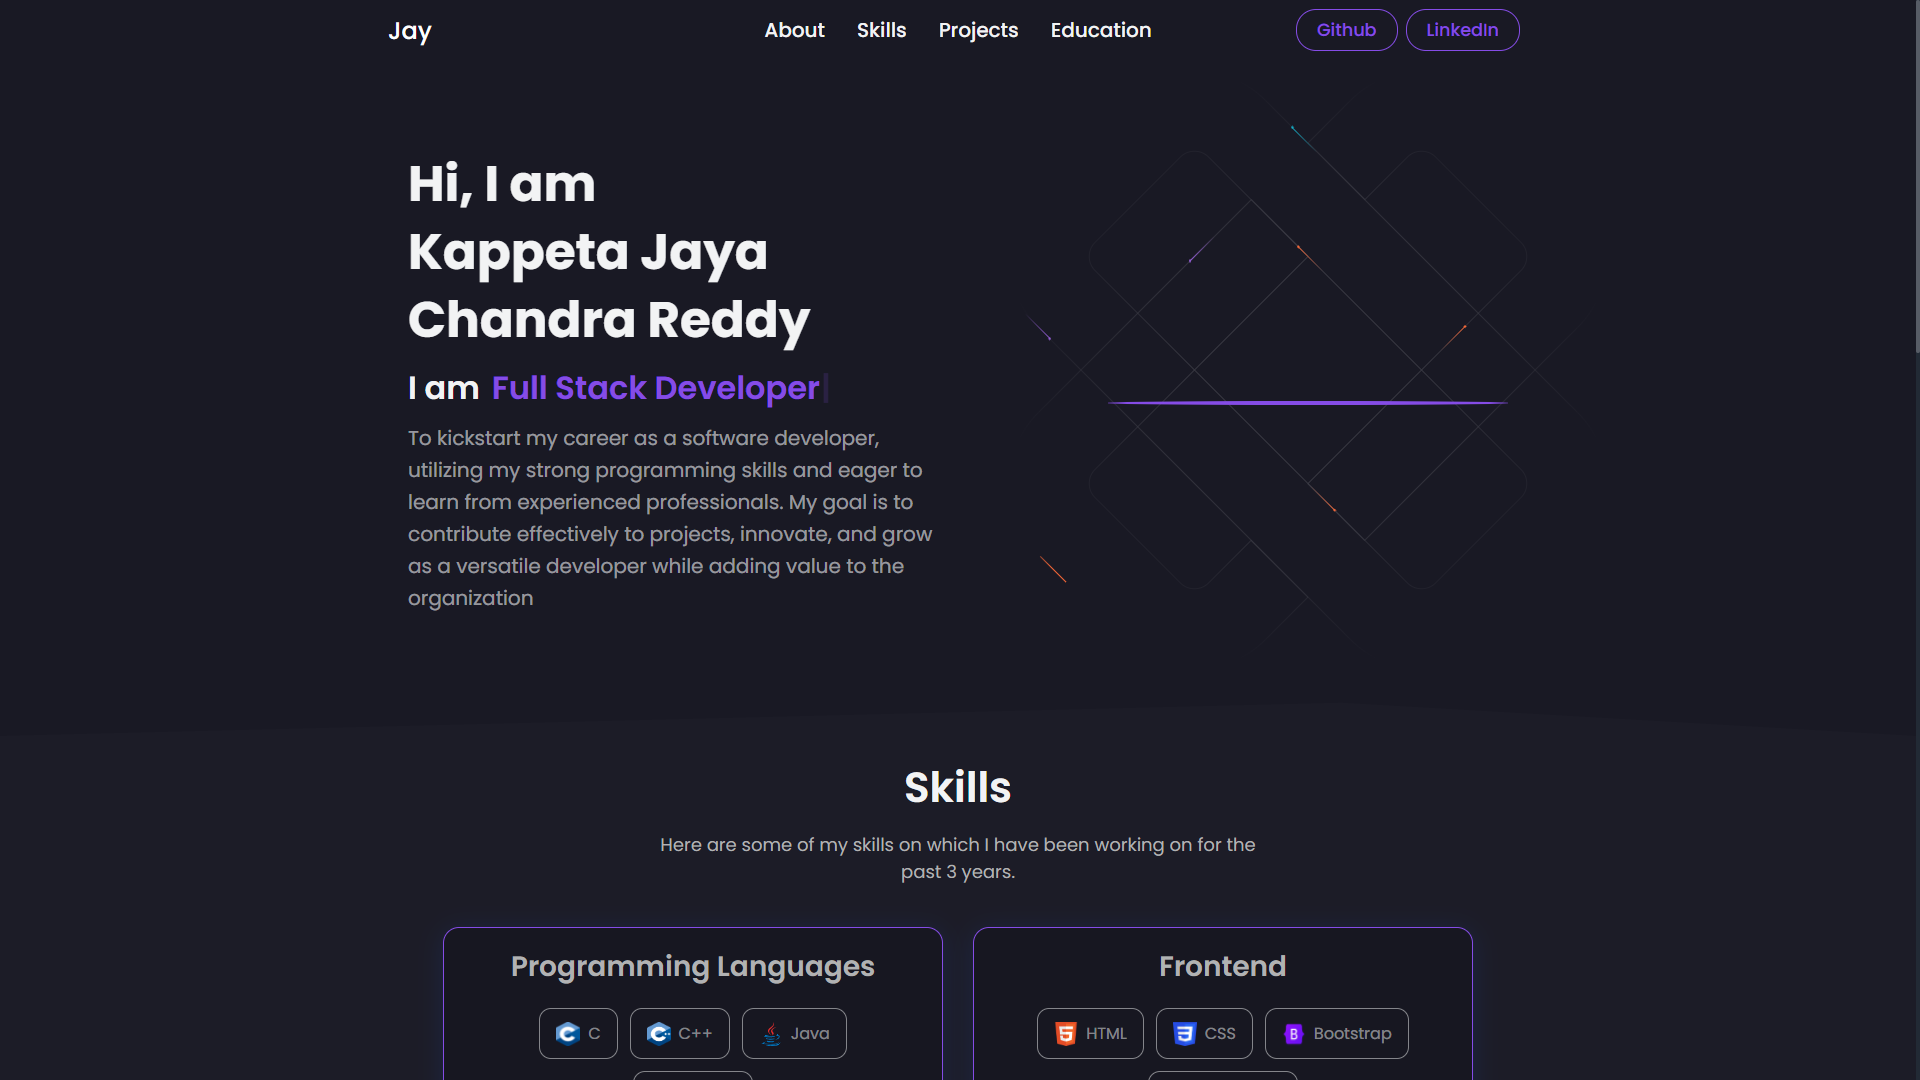 Jay
About Skills Projects Education
Github LinkedIn
Hi, I am
Kappeta Jaya
Chandra Reddy
I am Full Stack Developer
To kickstart my career as a software developer,
utilizing my strong programming skills and eager to
learn from experienced professionals. My goal is to
contribute effectively to projects, innovate, and grow
as a versatile developer while adding value to the
organization
Skills
Here are some of my skills on which I have been working on for the
past 3 years.
Programming Languages
C C++ Java
Frontend
HTML CSS Bootstrap